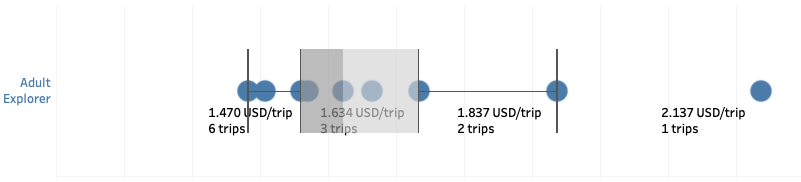 Adult
Explorer
1.470 USD/trip
6 trips
1.634 USD/trip
3 trips
1.837 USD/trip
2 trips
2.137 USD/trip
1 trips